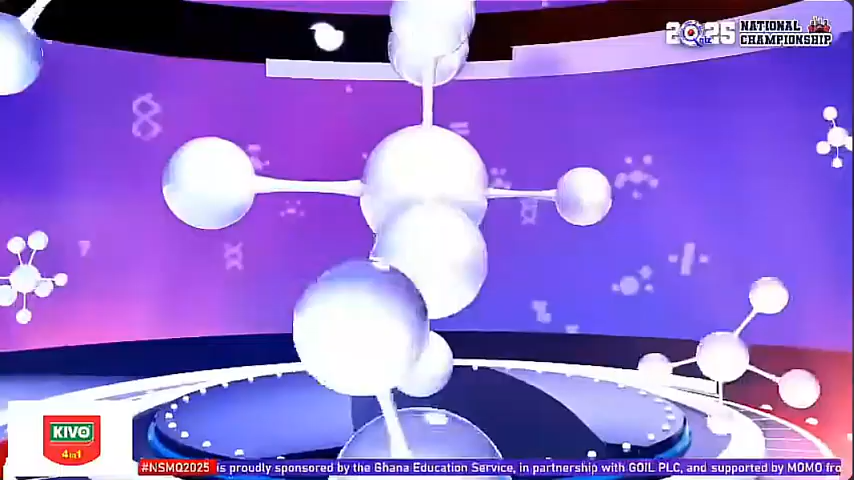 2025 NATIONAL
CHAMPIONSHIP
KIVO
4in1
#NSMQ2025 is proudly sponsored by the Ghana Education Service, in partnership with GOIL PLC, and supported by MOMO fro